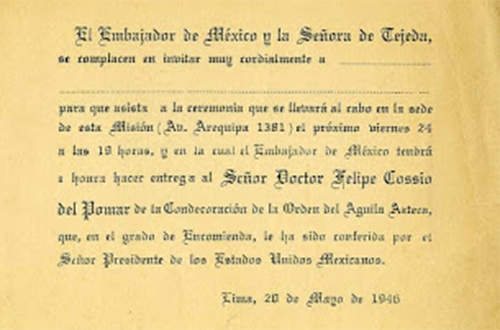 El Embajador de México y la Señora de Tejeda,
se complacen en invitar muy cordialmente a
para que asista a la ceremonia que se llevará al cabo en la sede
de esta Misión (Av. Arequipa 1381) el próximo viernes 24
a las 19 horas, y en la cual el Embajador de México tendrá
a honra hacer entrega al Señor Doctor Felipe Cossio
del Pomar de la Condecoración de la Orden del Aguila Azteca,
que, en el grado de Encomienda, le ha sido conferida por el
Señor Presidente de los Estados Unidos Mexicanos.
Lima, 20 de Mayo de 1946